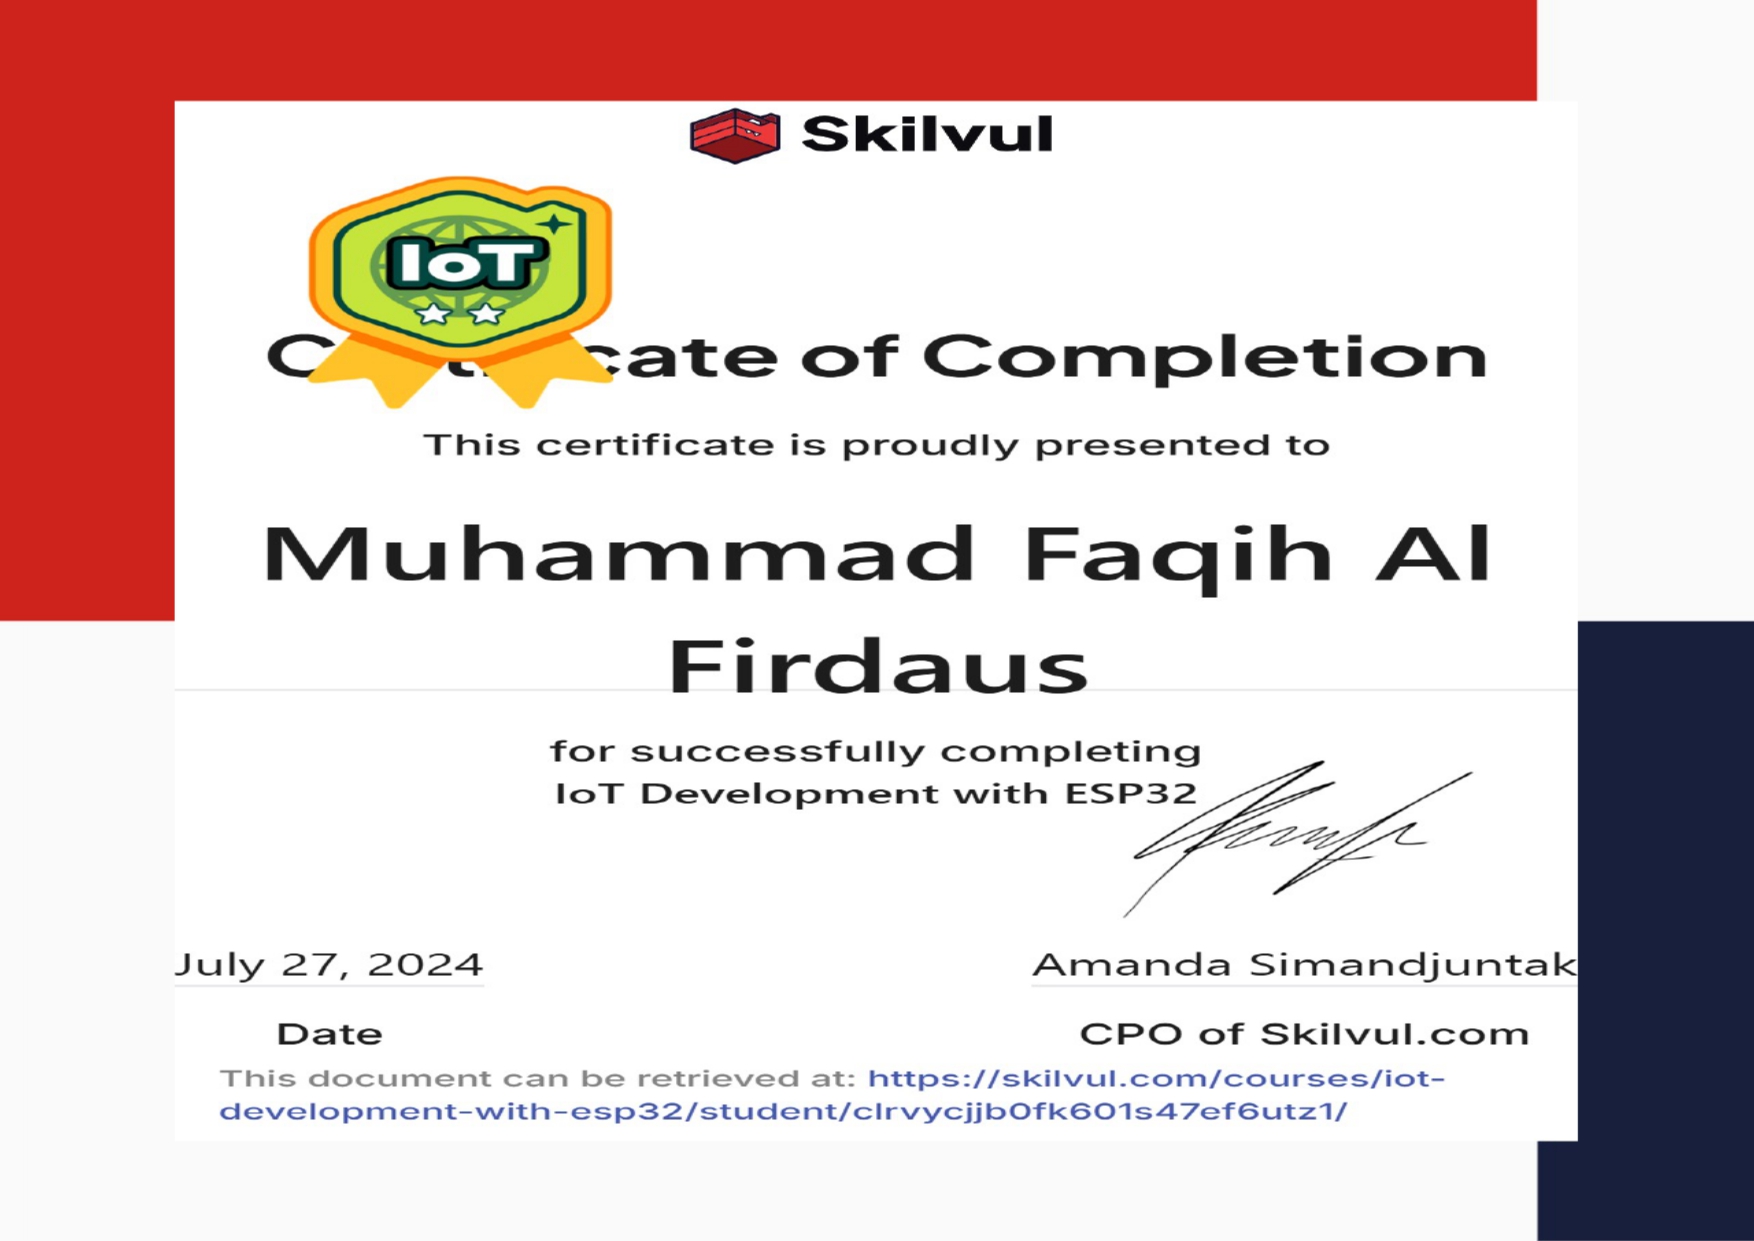 Skilvul
IoT
cate of Completion
This certificate is proudly presented to
Muhammad Faqih Al
Firdaus
for successfully completing
IoT Development with ESP32
July 27, 2024
Amanda Simandjuntak
Date
CPO of Skilvul.com
This document can be retrieved at: https://skilvul.com/courses/iot-
development-with-esp32/student/clrvycjjb0fk601s47ef6utz1/